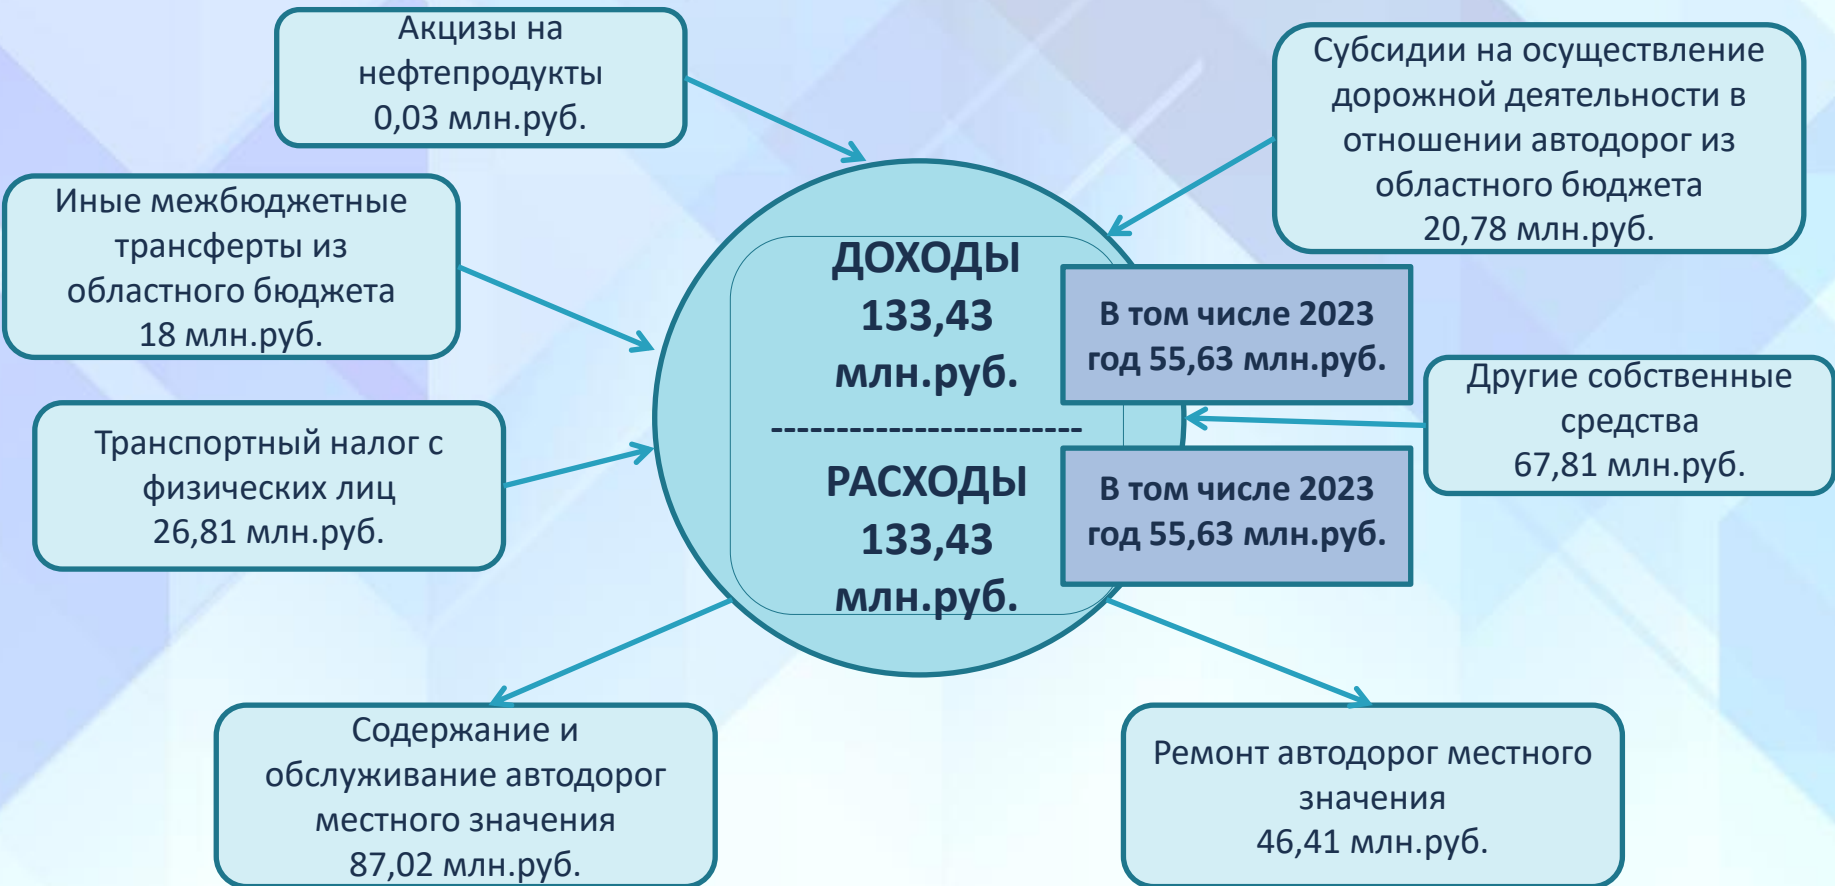 Акцизы на
нефтепродукты
0,03 млн.руб.
Субсидии на осуществление
дорожной деятельности в
отношении автодорог из
областного бюджета
20,78 млн.руб.
Иные межбюджетные
трансферты из
областного бюджета
18 млн.руб.
ДОХОДЫ
133,43
млн.руб.
------------------------
РАСХОДЫ
133,43
млн.руб.
В том числе 2023
год 55,63 млн.руб.
В том числе 2023
год 55,63 млн.руб.
Другие собственные
средства
67,81 млн.руб.
Транспортный налог с
физических лиц
26,81 млн.руб.
Содержание и
обслуживание автодорог
местного значения
87,02 млн.руб.
Ремонт автодорог местного
значения
46,41 млн.руб.